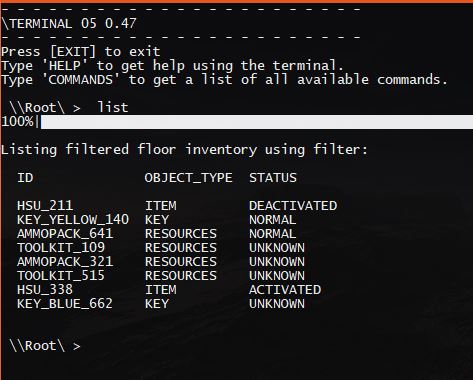 - - - - - - - - - - - - - - - - - - - - - - - - - -
\TERMINAL OS 0.47
- - - - - - - - - - - - - - - - - - - - - - - - - -
Press [EXIT] to exit
Type 'HELP' to get help using the terminal.
Type 'COMMANDS' to get a list of all available commands.
\\Root\ > list
100%|
Listing filtered floor inventory using filter:
ID OBJECT_TYPE STATUS
HSU_211 ITEM DEACTIVATED
KEY_YELLOW_140 KEY NORMAL
AMMOPACK_641 RESOURCES NORMAL
TOOLKIT_109 RESOURCES UNKNOWN
AMMOPACK_321 RESOURCES UNKNOWN
TOOLKIT_515 RESOURCES UNKNOWN
HSU_338 ITEM ACTIVATED
KEY_BLUE_662 KEY UNKNOWN
\\Root\ >